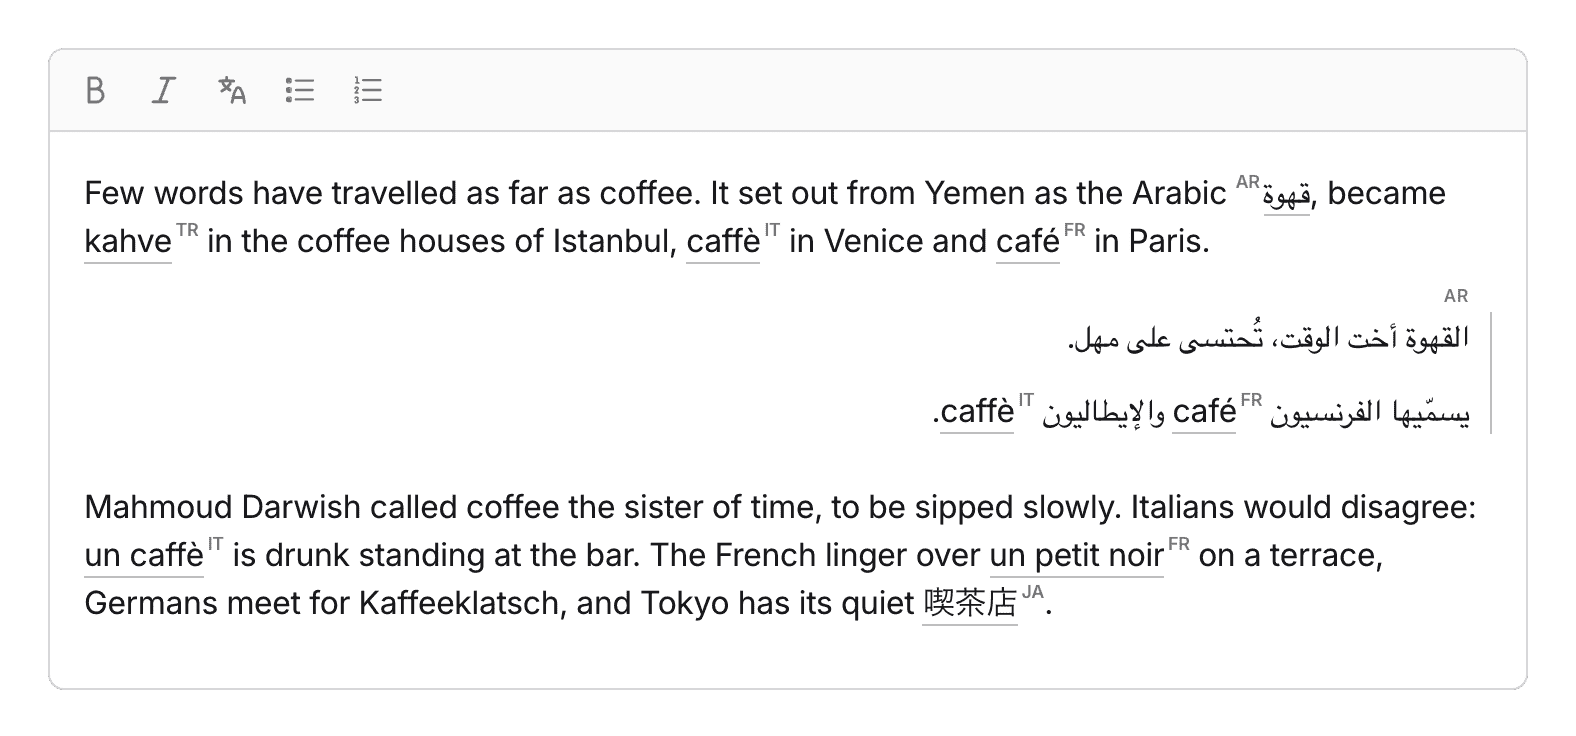 Few words have travelled as far as coffee. It set out from Yemen as the Arabic قهوة AR, became
kahve TR in the coffee houses of Istanbul, caffè IT in Venice and café FR in Paris.
AR
القهوة أخت الوقت، تُحتسى على مهل.
يسمّيها الفرنسيون café FR والإيطاليون caffè IT.
Mahmoud Darwish called coffee the sister of time, to be sipped slowly. Italians would disagree:
un caffè IT is drunk standing at the bar. The French linger over un petit noir FR on a terrace,
Germans meet for Kaffeeklatsch, and Tokyo has its quiet 喫茶店 JA.